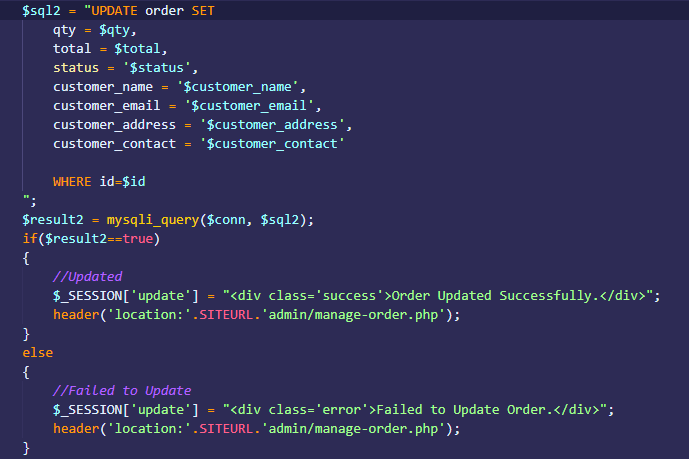 $sql2 = "UPDATE order SET
    qty = $qty,
    total = $total,
    status = '$status',
    customer_name = '$customer_name',
    customer_email = '$customer_email',
    customer_address = '$customer_address',
    customer_contact = '$customer_contact'

    WHERE id=$id
";
$result2 = mysqli_query($conn, $sql2);
if($result2==true)
{
    //Updated
    $_SESSION['update'] = "<div class='success'>Order Updated Successfully.</div>";
    header('location:'.SITEURL.'admin/manage-order.php');
}
else
{
    //Failed to Update
    $_SESSION['update'] = "<div class='error'>Failed to Update Order.</div>";
    header('location:'.SITEURL.'admin/manage-order.php');
}